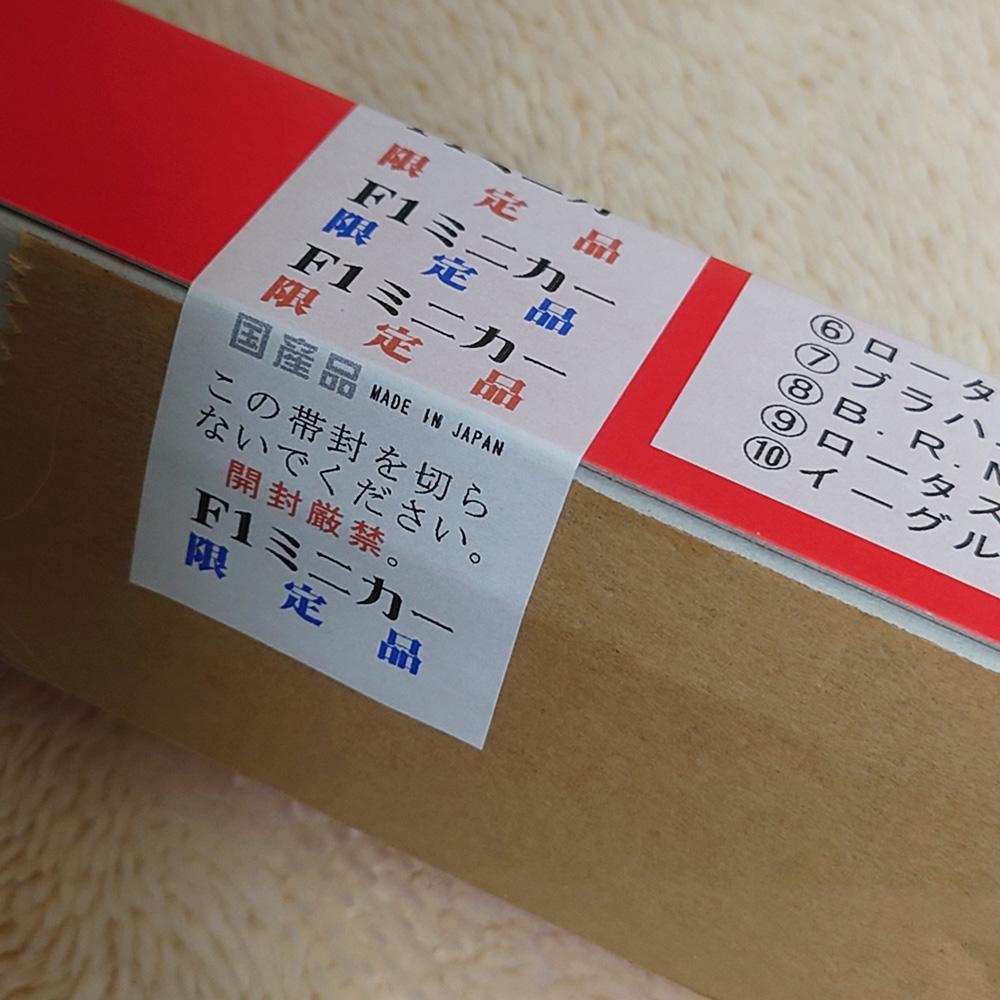 限定品
F1ミニカー
限定品
F1ミニカー
限定品
国産品 MADE IN JAPAN
この帯封を切ら
ないでください。
開封厳禁。
F1ミニカー
限定品
⑥ロータ
⑦ブラハ
⑧B.R.M
⑨ロータス
⑩イーグル